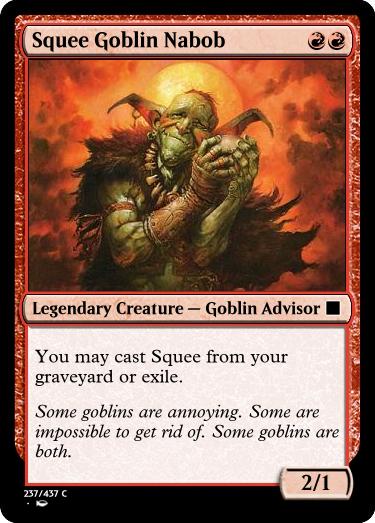 Squee Goblin Nabob
Legendary Creature — Goblin Advisor
You may cast Squee from your
graveyard or exile.
Some goblins are annoying. Some are
impossible to get rid of. Some goblins are
both.
2/1
237/437 C